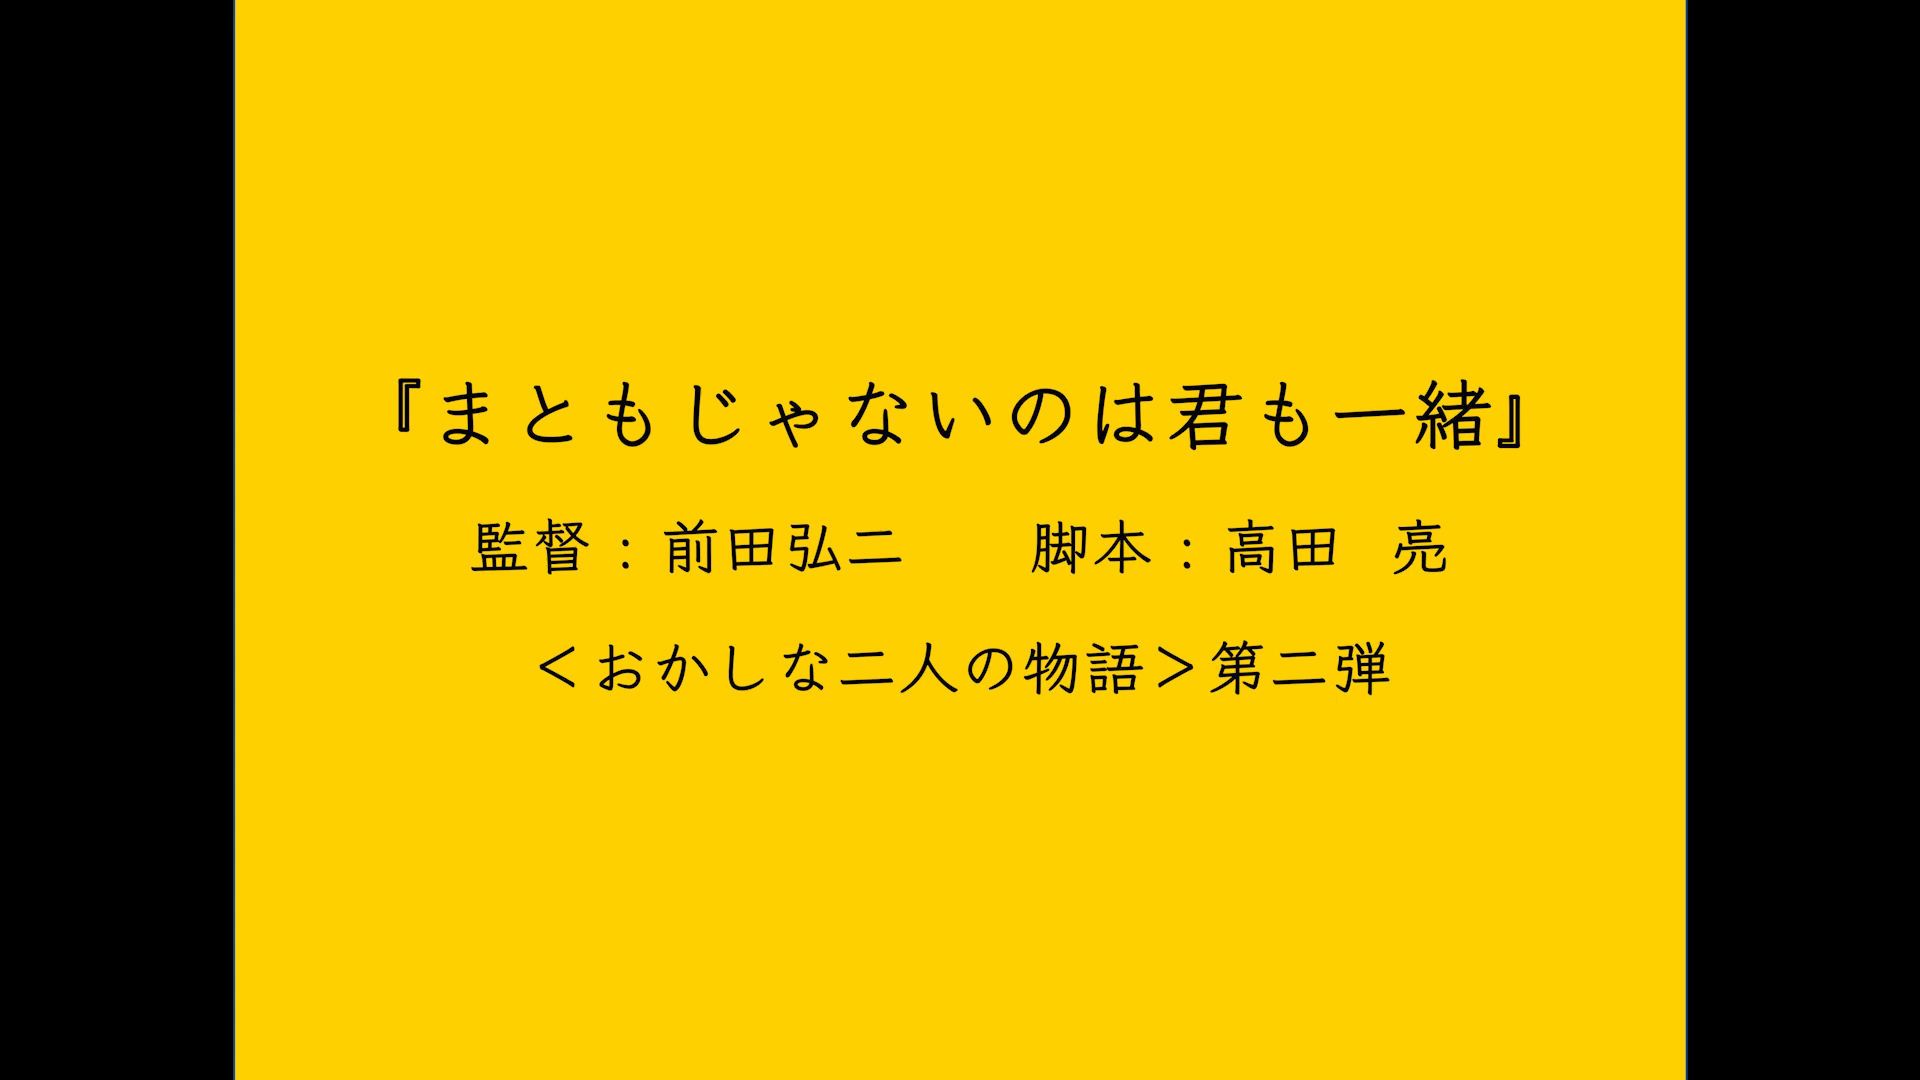 『まともじゃないのは君も一緒』
監督：前田弘二　　脚本：高田　亮
＜おかしな二人の物語＞第二弾